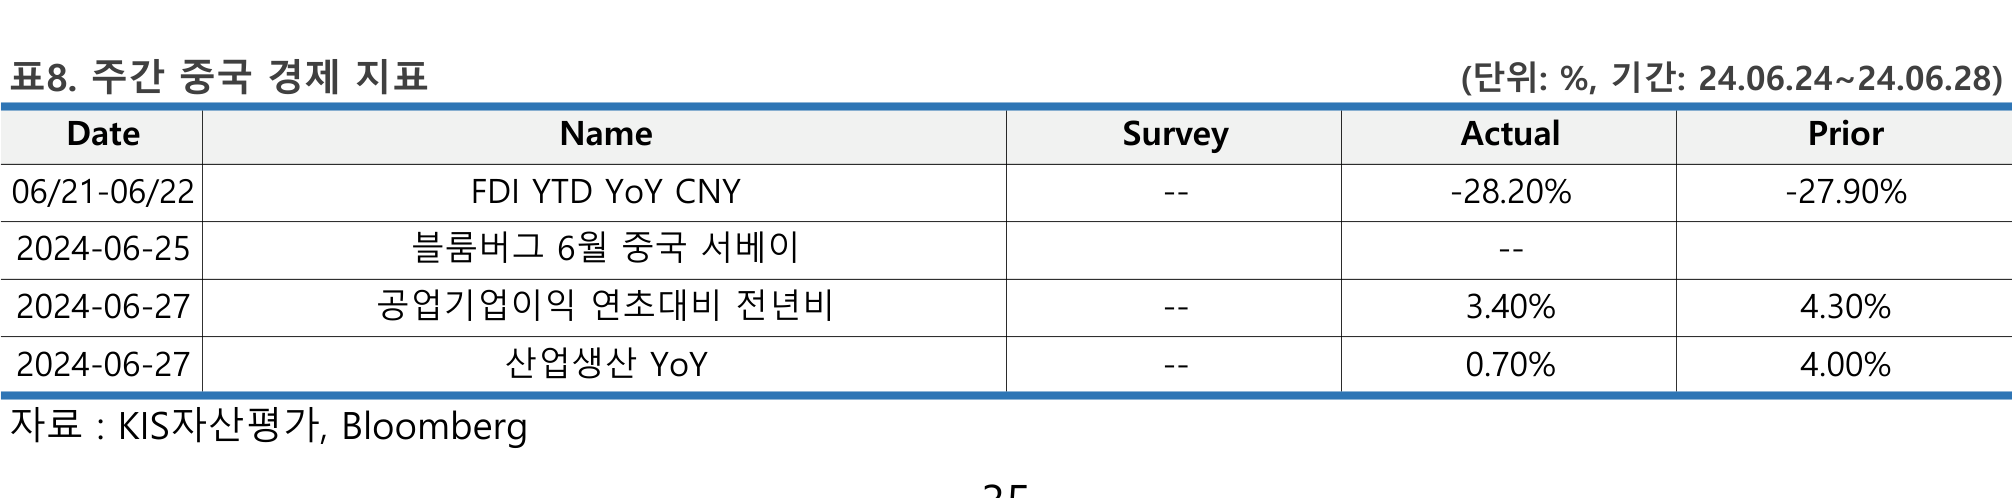 표8. 주간 중국 경제 지표 (단위: %, 기간: 24.06.24~24.06.28)
Date Name Survey Actual Prior
06/21-06/22 FDI YTD YoY CNY -- -28.20% -27.90%
2024-06-25 블룸버그 6월 중국 서베이 --
2024-06-27 공업기업이익 연초대비 전년비 -- 3.40% 4.30%
2024-06-27 산업생산 YoY -- 0.70% 4.00%
자료 : KIS자산평가, Bloomberg